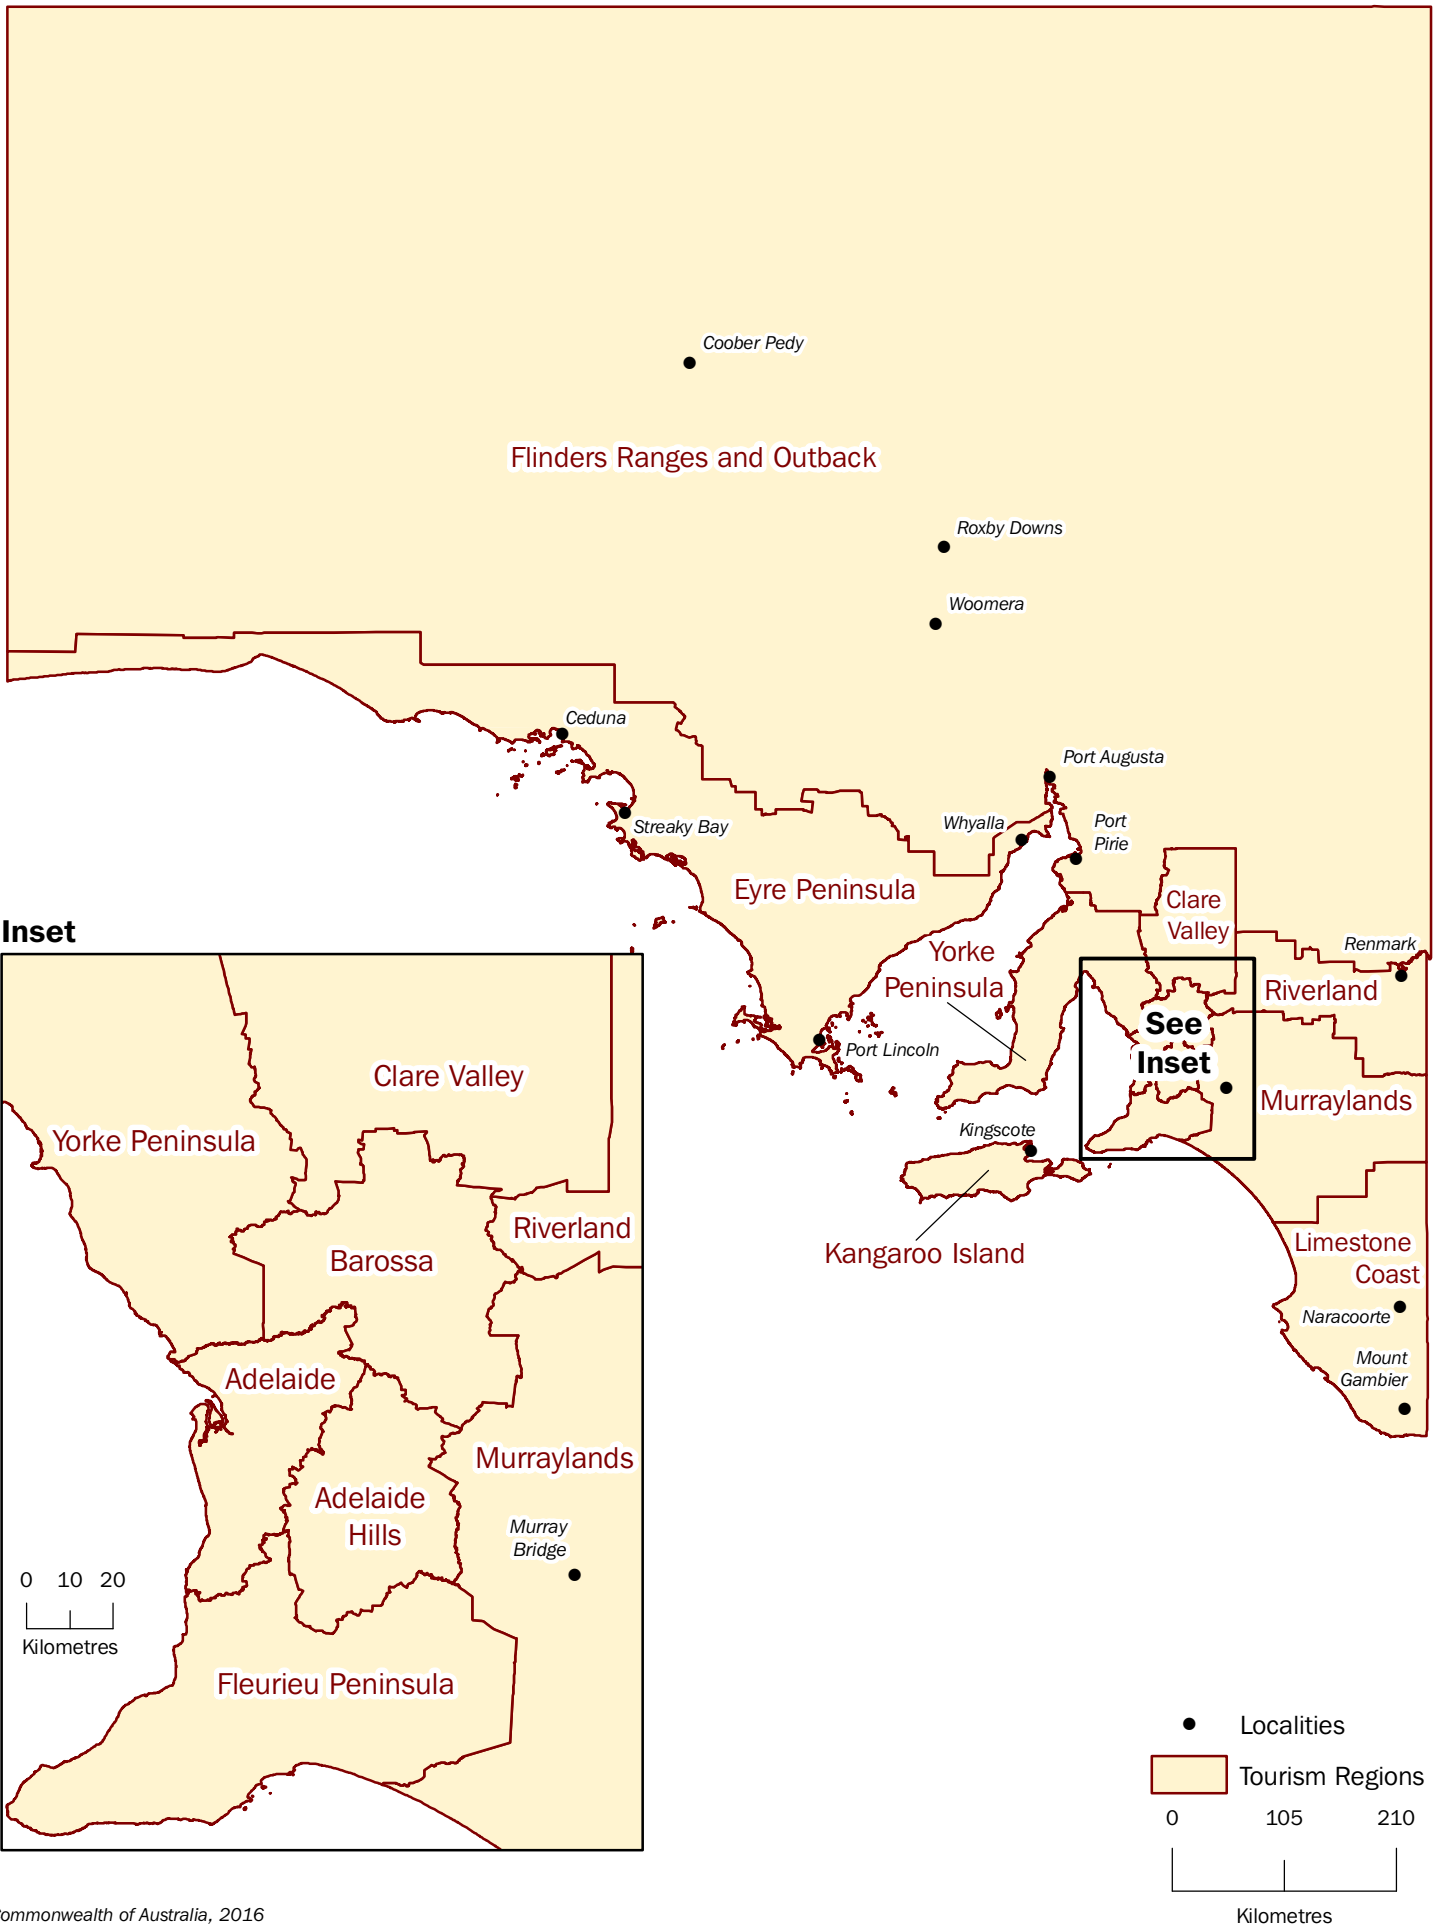 Coober Pedy
Flinders Ranges and Outback
Roxby Downs
Woomera
Ceduna
Port Augusta
Streaky Bay
Whyalla
Port
Pirie
Eyre Peninsula
Clare
Valley
Yorke
Peninsula
Renmark
Riverland
See
Inset
Port Lincoln
Murraylands
Kingscote
Kangaroo Island
Limestone
Coast
Naracoorte
Mount
Gambier
Inset
Clare Valley
Yorke Peninsula
Riverland
Barossa
Adelaide
Murraylands
Adelaide
Hills
Murray
Bridge
0 10 20
Kilometres
Fleurieu Peninsula
Localities
Tourism Regions
0 105 210
Kilometres
ommonwealth of Australia, 2016